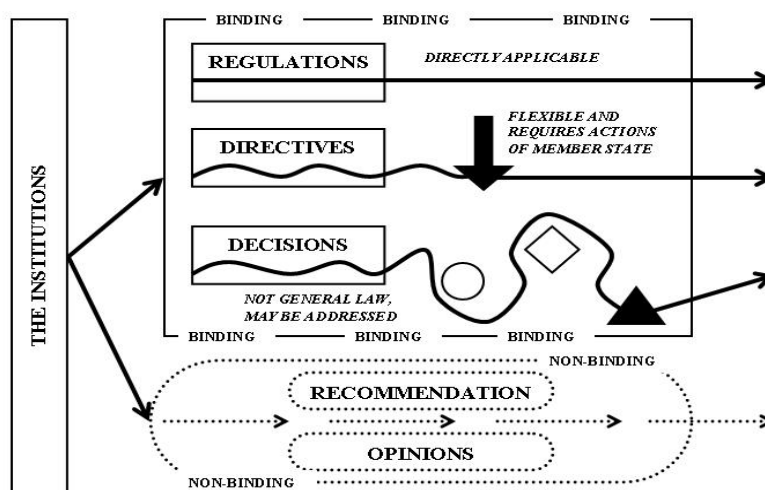 BINDING BINDING BINDING
THE INSTITUTIONS
REGULATIONS
DIRECTLY APPLICABLE
DIRECTIVES
FLEXIBLE AND
REQUIRES ACTIONS
OF MEMBER STATE
DECISIONS
NOT GENERAL LAW,
MAY BE ADDRESSED
BINDING BINDING BINDING
NON-BINDING
RECOMMENDATION
OPINIONS
NON-BINDING